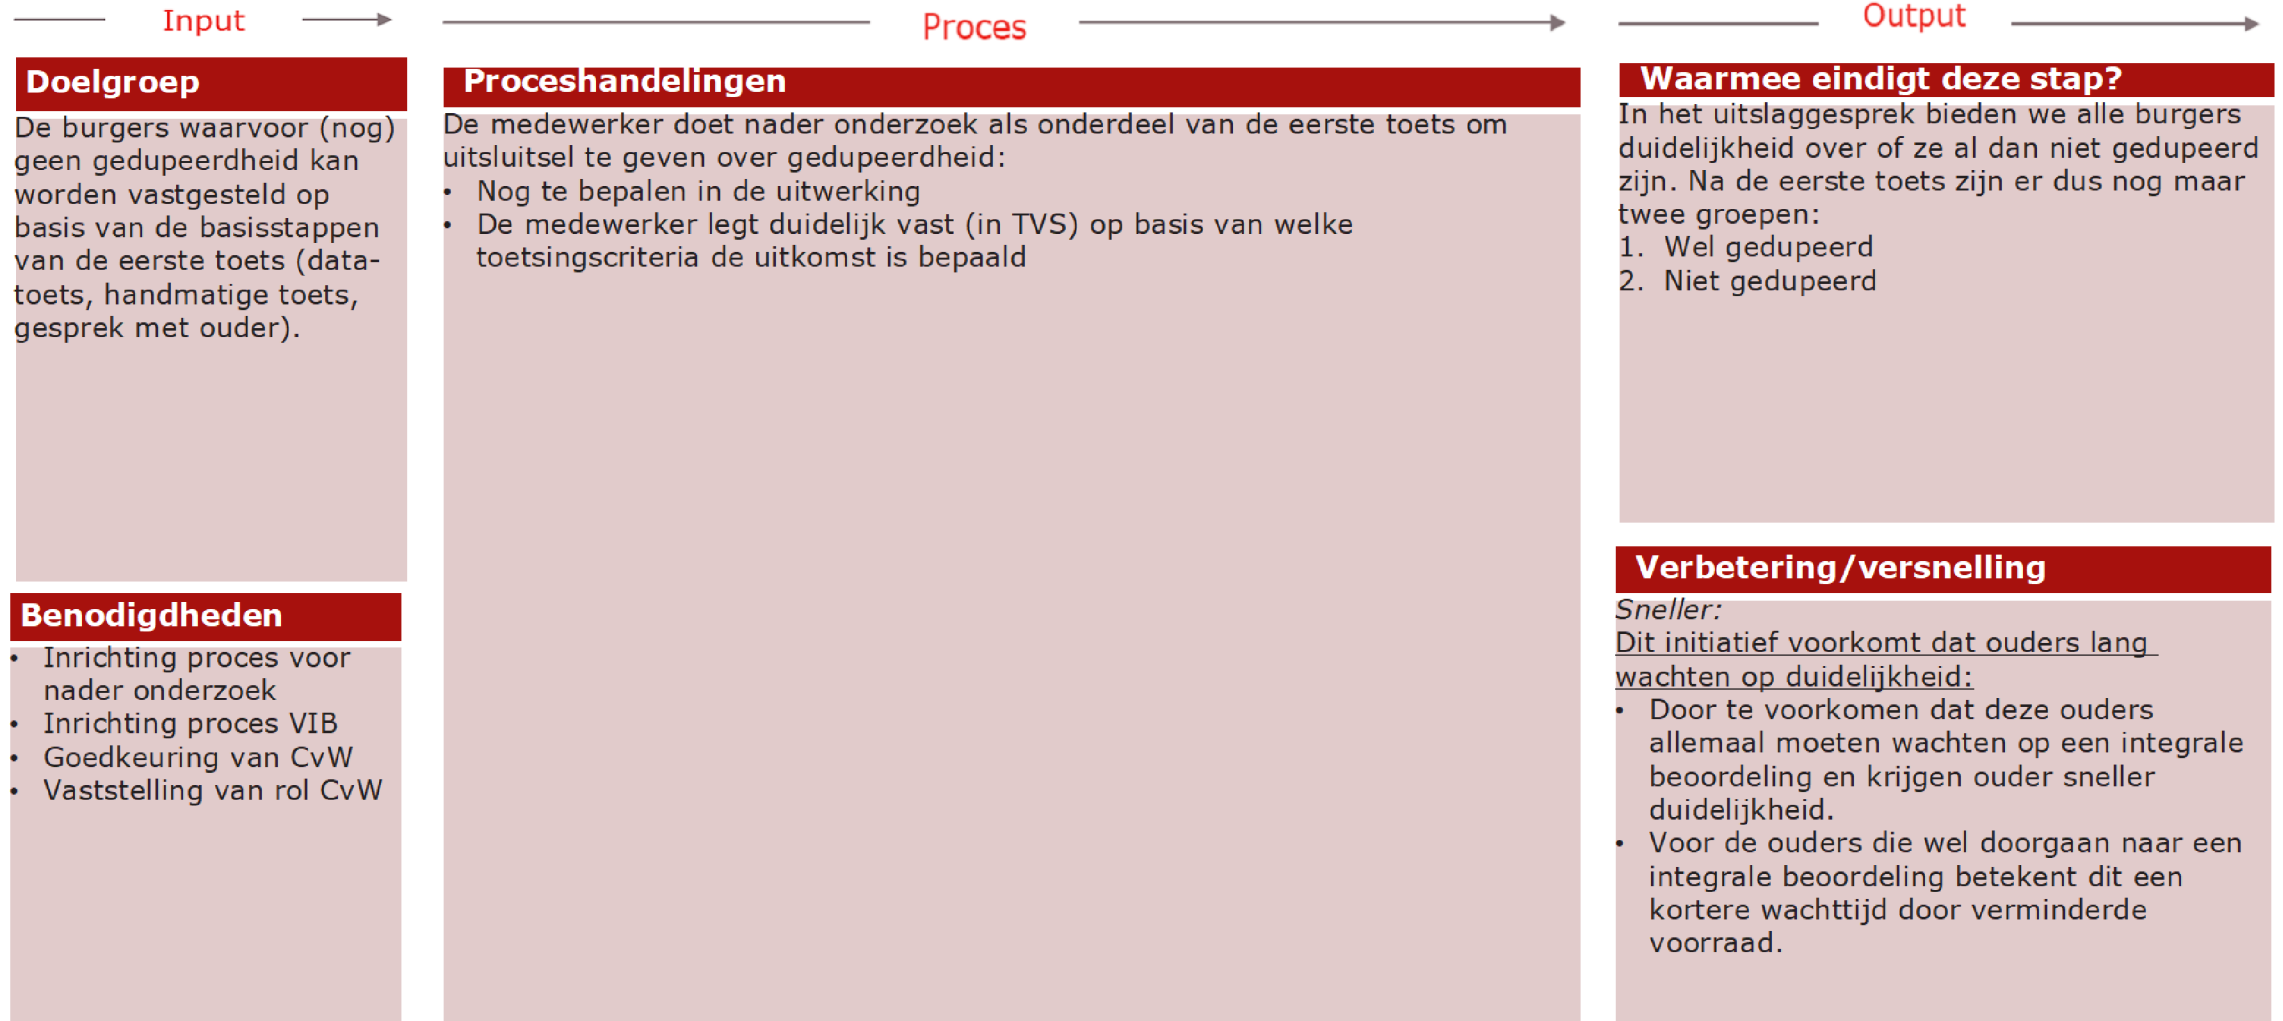 Input
Proces
Output
Doelgroep
De burgers waarvoor (nog)
geen gedupeerdheid kan
worden vastgesteld op
basis van de basisstappen
van de eerste toets (data-
toets, handmatige toets,
gesprek met ouder).
Benodigdheden
• Inrichting proces voor
nader onderzoek
• Inrichting proces VIB
• Goedkeuring van CvW
• Vaststelling van rol CvW
Proceshandelingen
De medewerker doet nader onderzoek als onderdeel van de eerste toets om
uitsluitsel te geven over gedupeerdheid:
• Nog te bepalen in de uitwerking
• De medewerker legt duidelijk vast (in TVS) op basis van welke
toetsingscriteria de uitkomst is bepaald
Waarmee eindigt deze stap?
In het uitslaggesprek bieden we alle burgers
duidelijkheid over of ze al dan niet gedupeerd
zijn. Na de eerste toets zijn er dus nog maar
twee groepen:
1. Wel gedupeerd
2. Niet gedupeerd
Verbetering/versnelling
Sneller:
Dit initiatief voorkomt dat ouders lang
wachten op duidelijkheid:
• Door te voorkomen dat deze ouders
allemaal moeten wachten op een integrale
beoordeling en krijgen ouder sneller
duidelijkheid.
• Voor de ouders die wel doorgaan naar een
integrale beoordeling betekent dit een
kortere wachttijd door verminderde
voorraad.